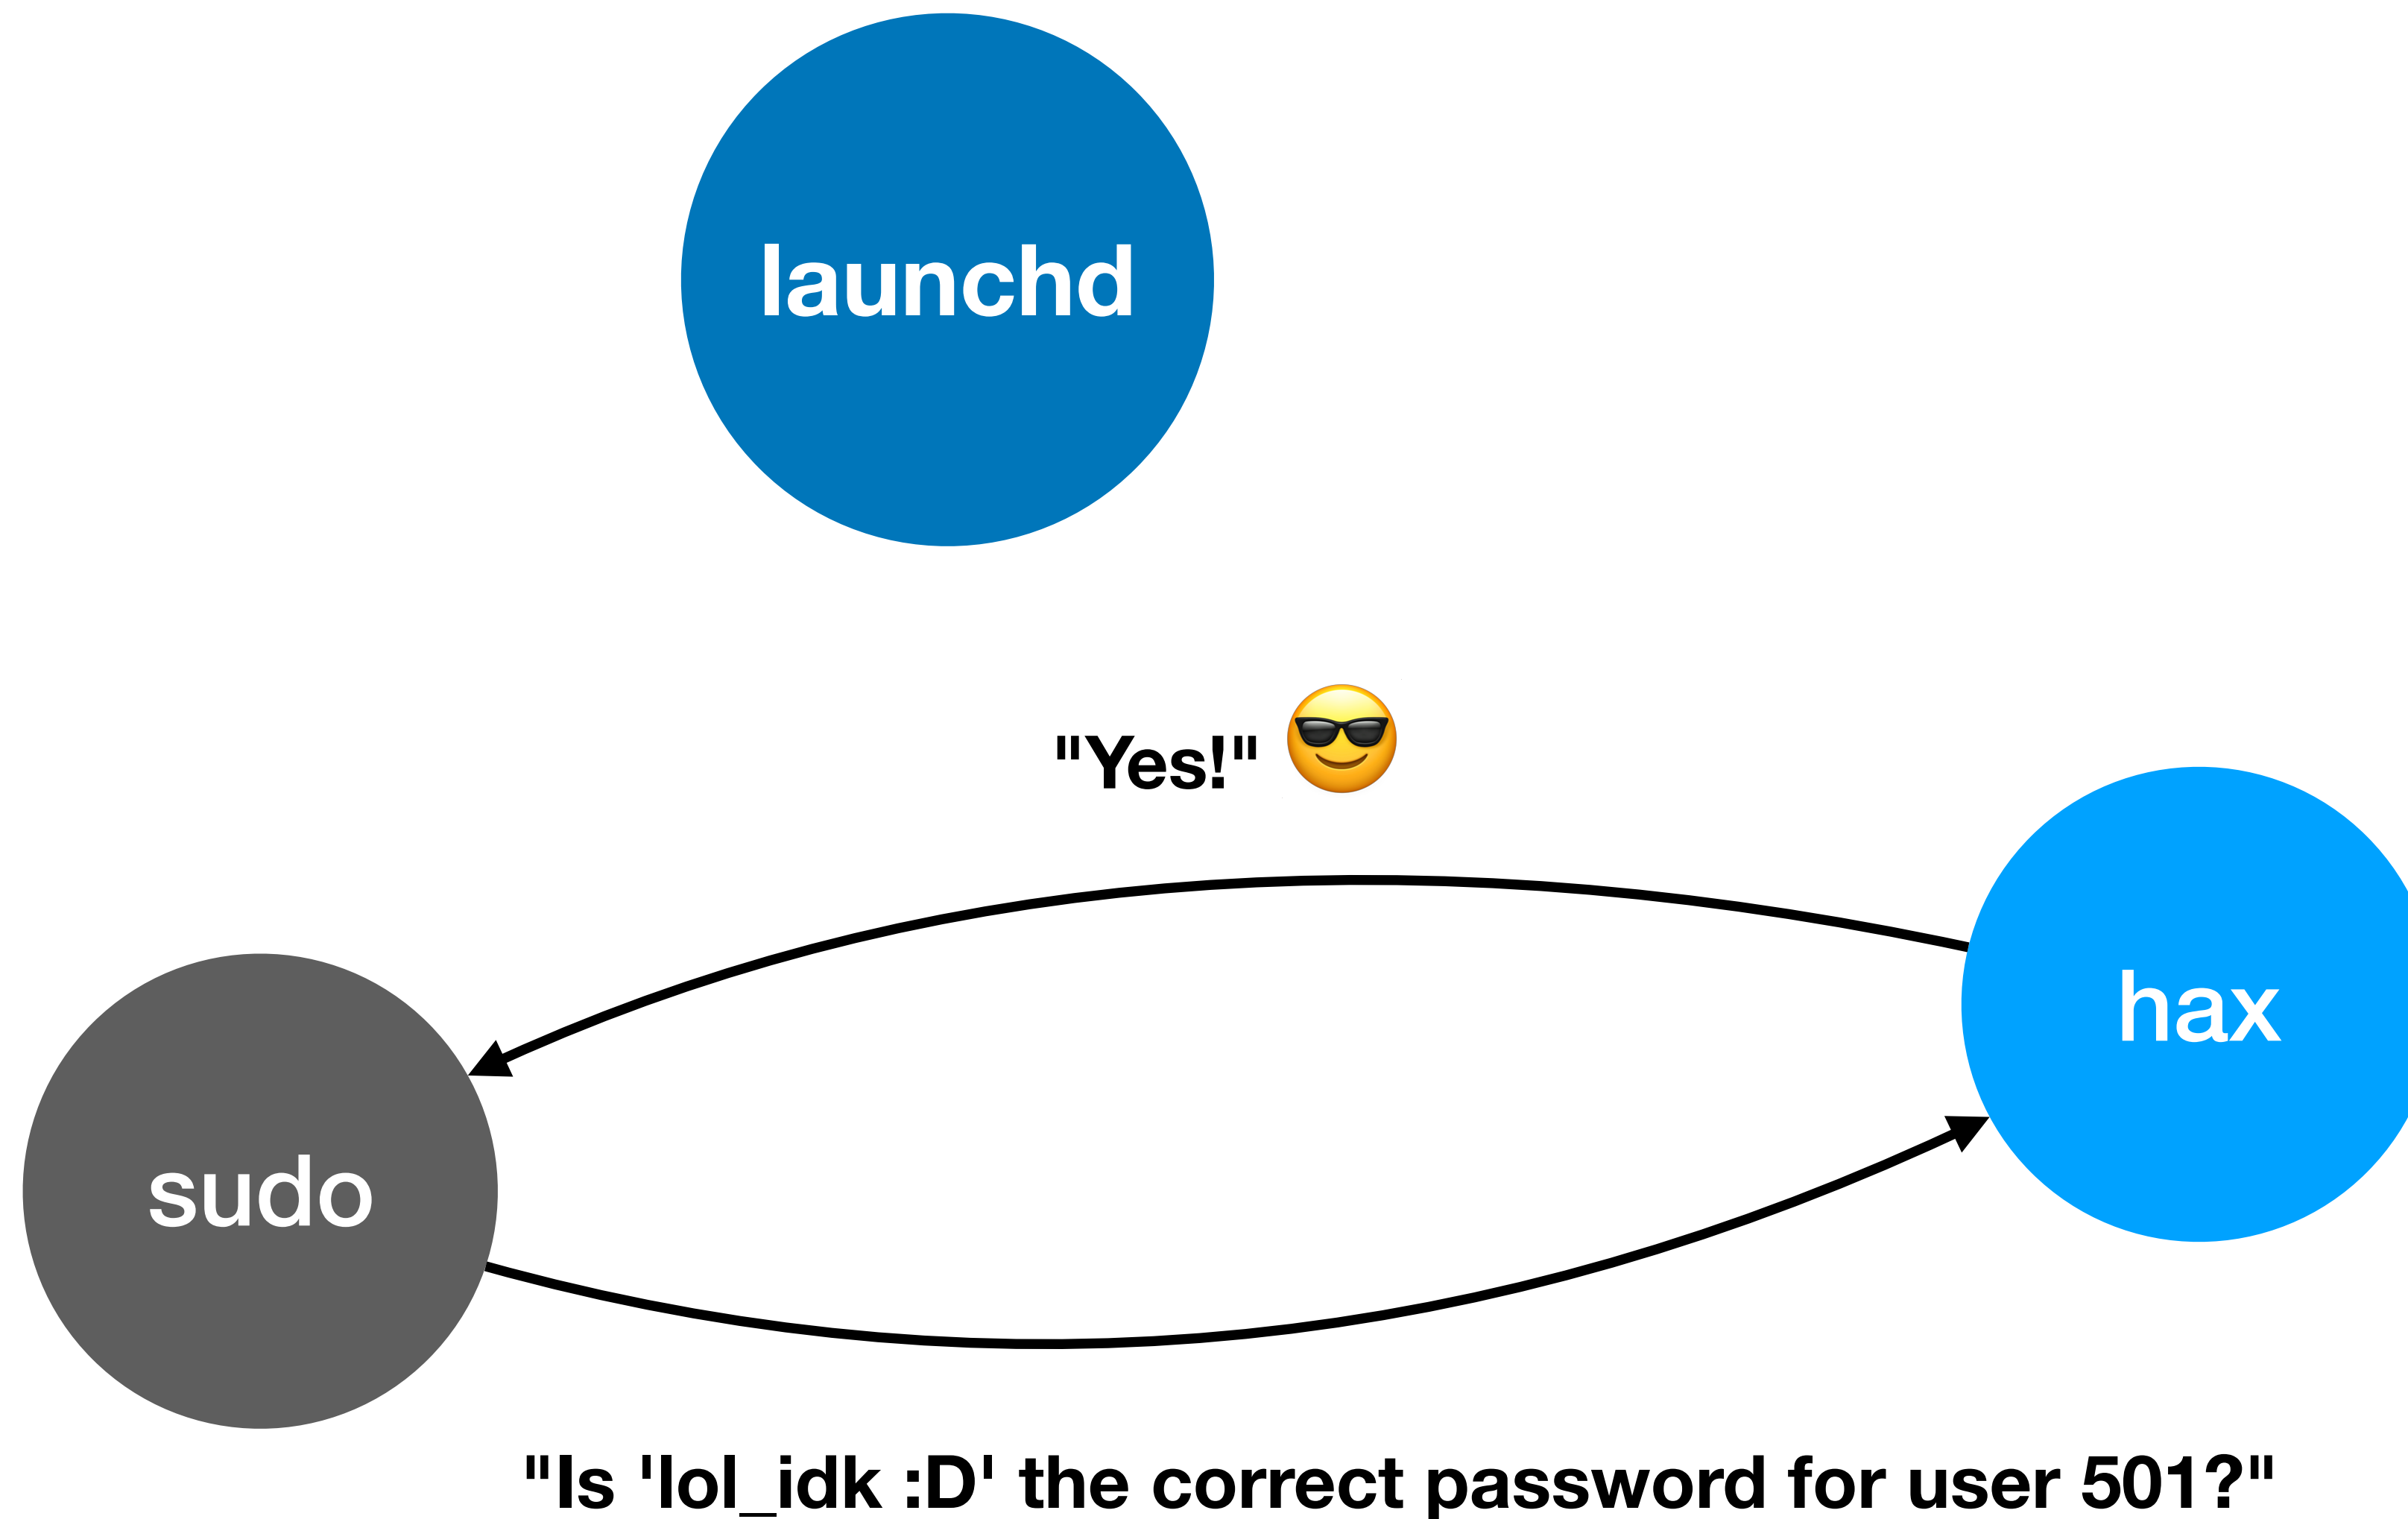 launchd
"Yes!" 😎
hax
sudo
"Is 'lol_idk :D' the correct password for user 501?"